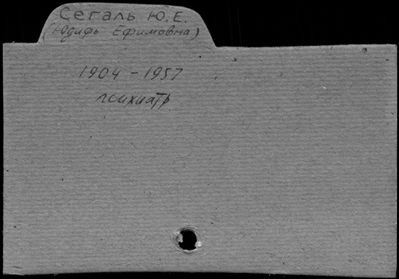 Сегаль Ю. Е.
(Юдифь Ефимовна)
1904 - 1957
психиатр